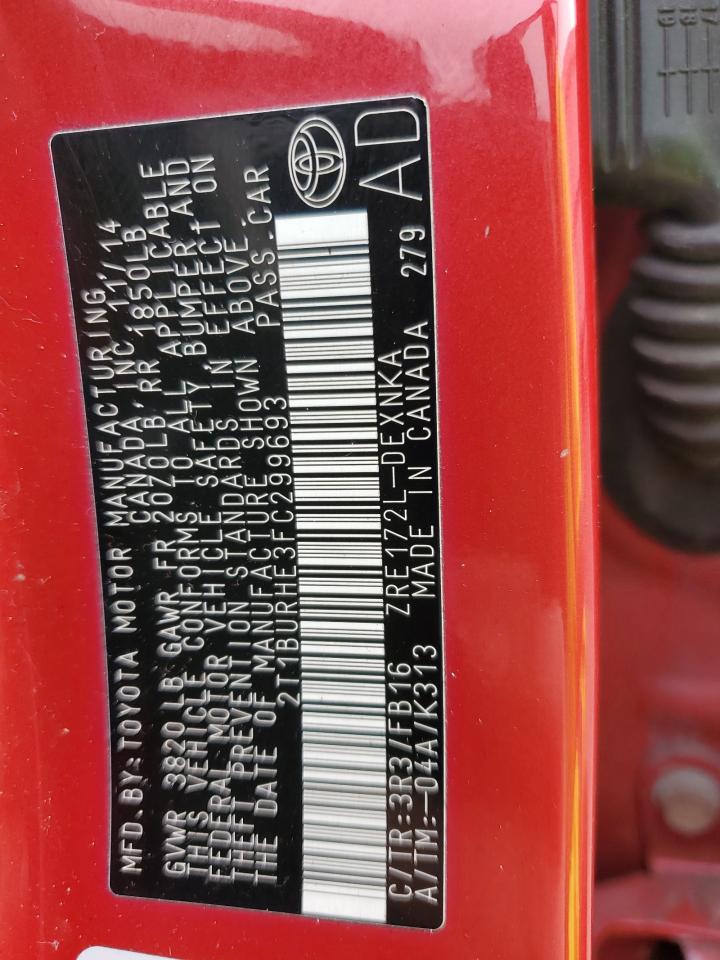 MFD.BY:TOYOTA MOTOR MANUFACTURING,
CANADA, INC 11/14
GVWR 3820 LB GAWR FR 2070LB, RR 1850LB
THIS VEHICLE CONFORMS TO ALL APPLICABLE
FEDERAL MOTOR VEHICLE SAFETY, BUMPER, AND
THEFT PREVENTION STANDARDS IN EFFECT ON
THE DATE OF MANUFACTURE SHOWN ABOVE.
2T1BURHE3FC299693 PASS.CAR
C/TR:3R3/FB16 ZRE172L-DEXNKA
A/TM:-04A/K313 MADE IN CANADA 279
AD
17
18
19